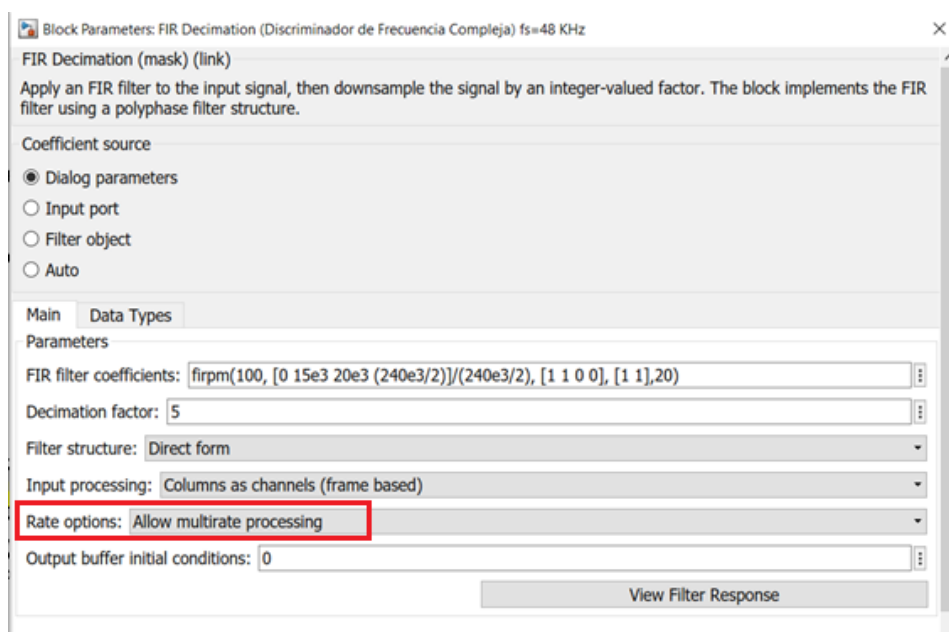 Block Parameters: FIR Decimation (Discriminador de Frecuencia Compleja) fs=48 KHz
FIR Decimation (mask) (link)
Apply an FIR filter to the input signal, then downsample the signal by an integer-valued factor. The block implements the FIR
filter using a polyphase filter structure.
Coefficient source
Dialog parameters
Input port
Filter object
Auto
Main Data Types
Parameters
FIR filter coefficients: firpm(100, [0 15e3 20e3 (240e3/2)]/(240e3/2), [1 1 0 0], [1 1],20)
Decimation factor: 5
Filter structure: Direct form
Input processing: Columns as channels (frame based)
Rate options: Allow multirate processing
Output buffer initial conditions: 0
View Filter Response